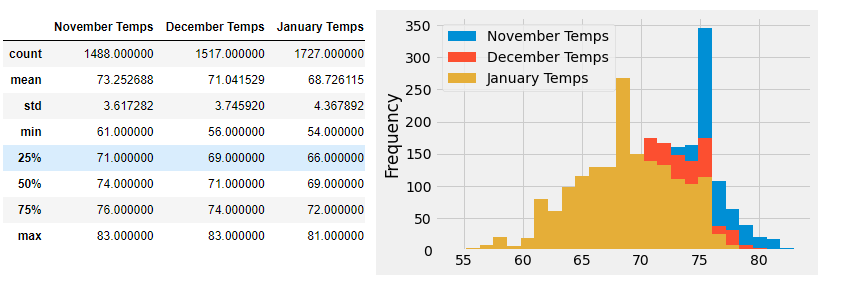 November Temps December Temps January Temps
count 1488.000000 1517.000000 1727.000000
mean 73.252688 71.041529 68.726115
std 3.617282 3.745920 4.367892
min 61.000000 56.000000 54.000000
25% 71.000000 69.000000 66.000000
50% 74.000000 71.000000 69.000000
75% 76.000000 74.000000 72.000000
max 83.000000 83.000000 81.000000
350
300
250
200
150
100
50
0
Frequency
November Temps
December Temps
January Temps
55 60 65 70 75 80